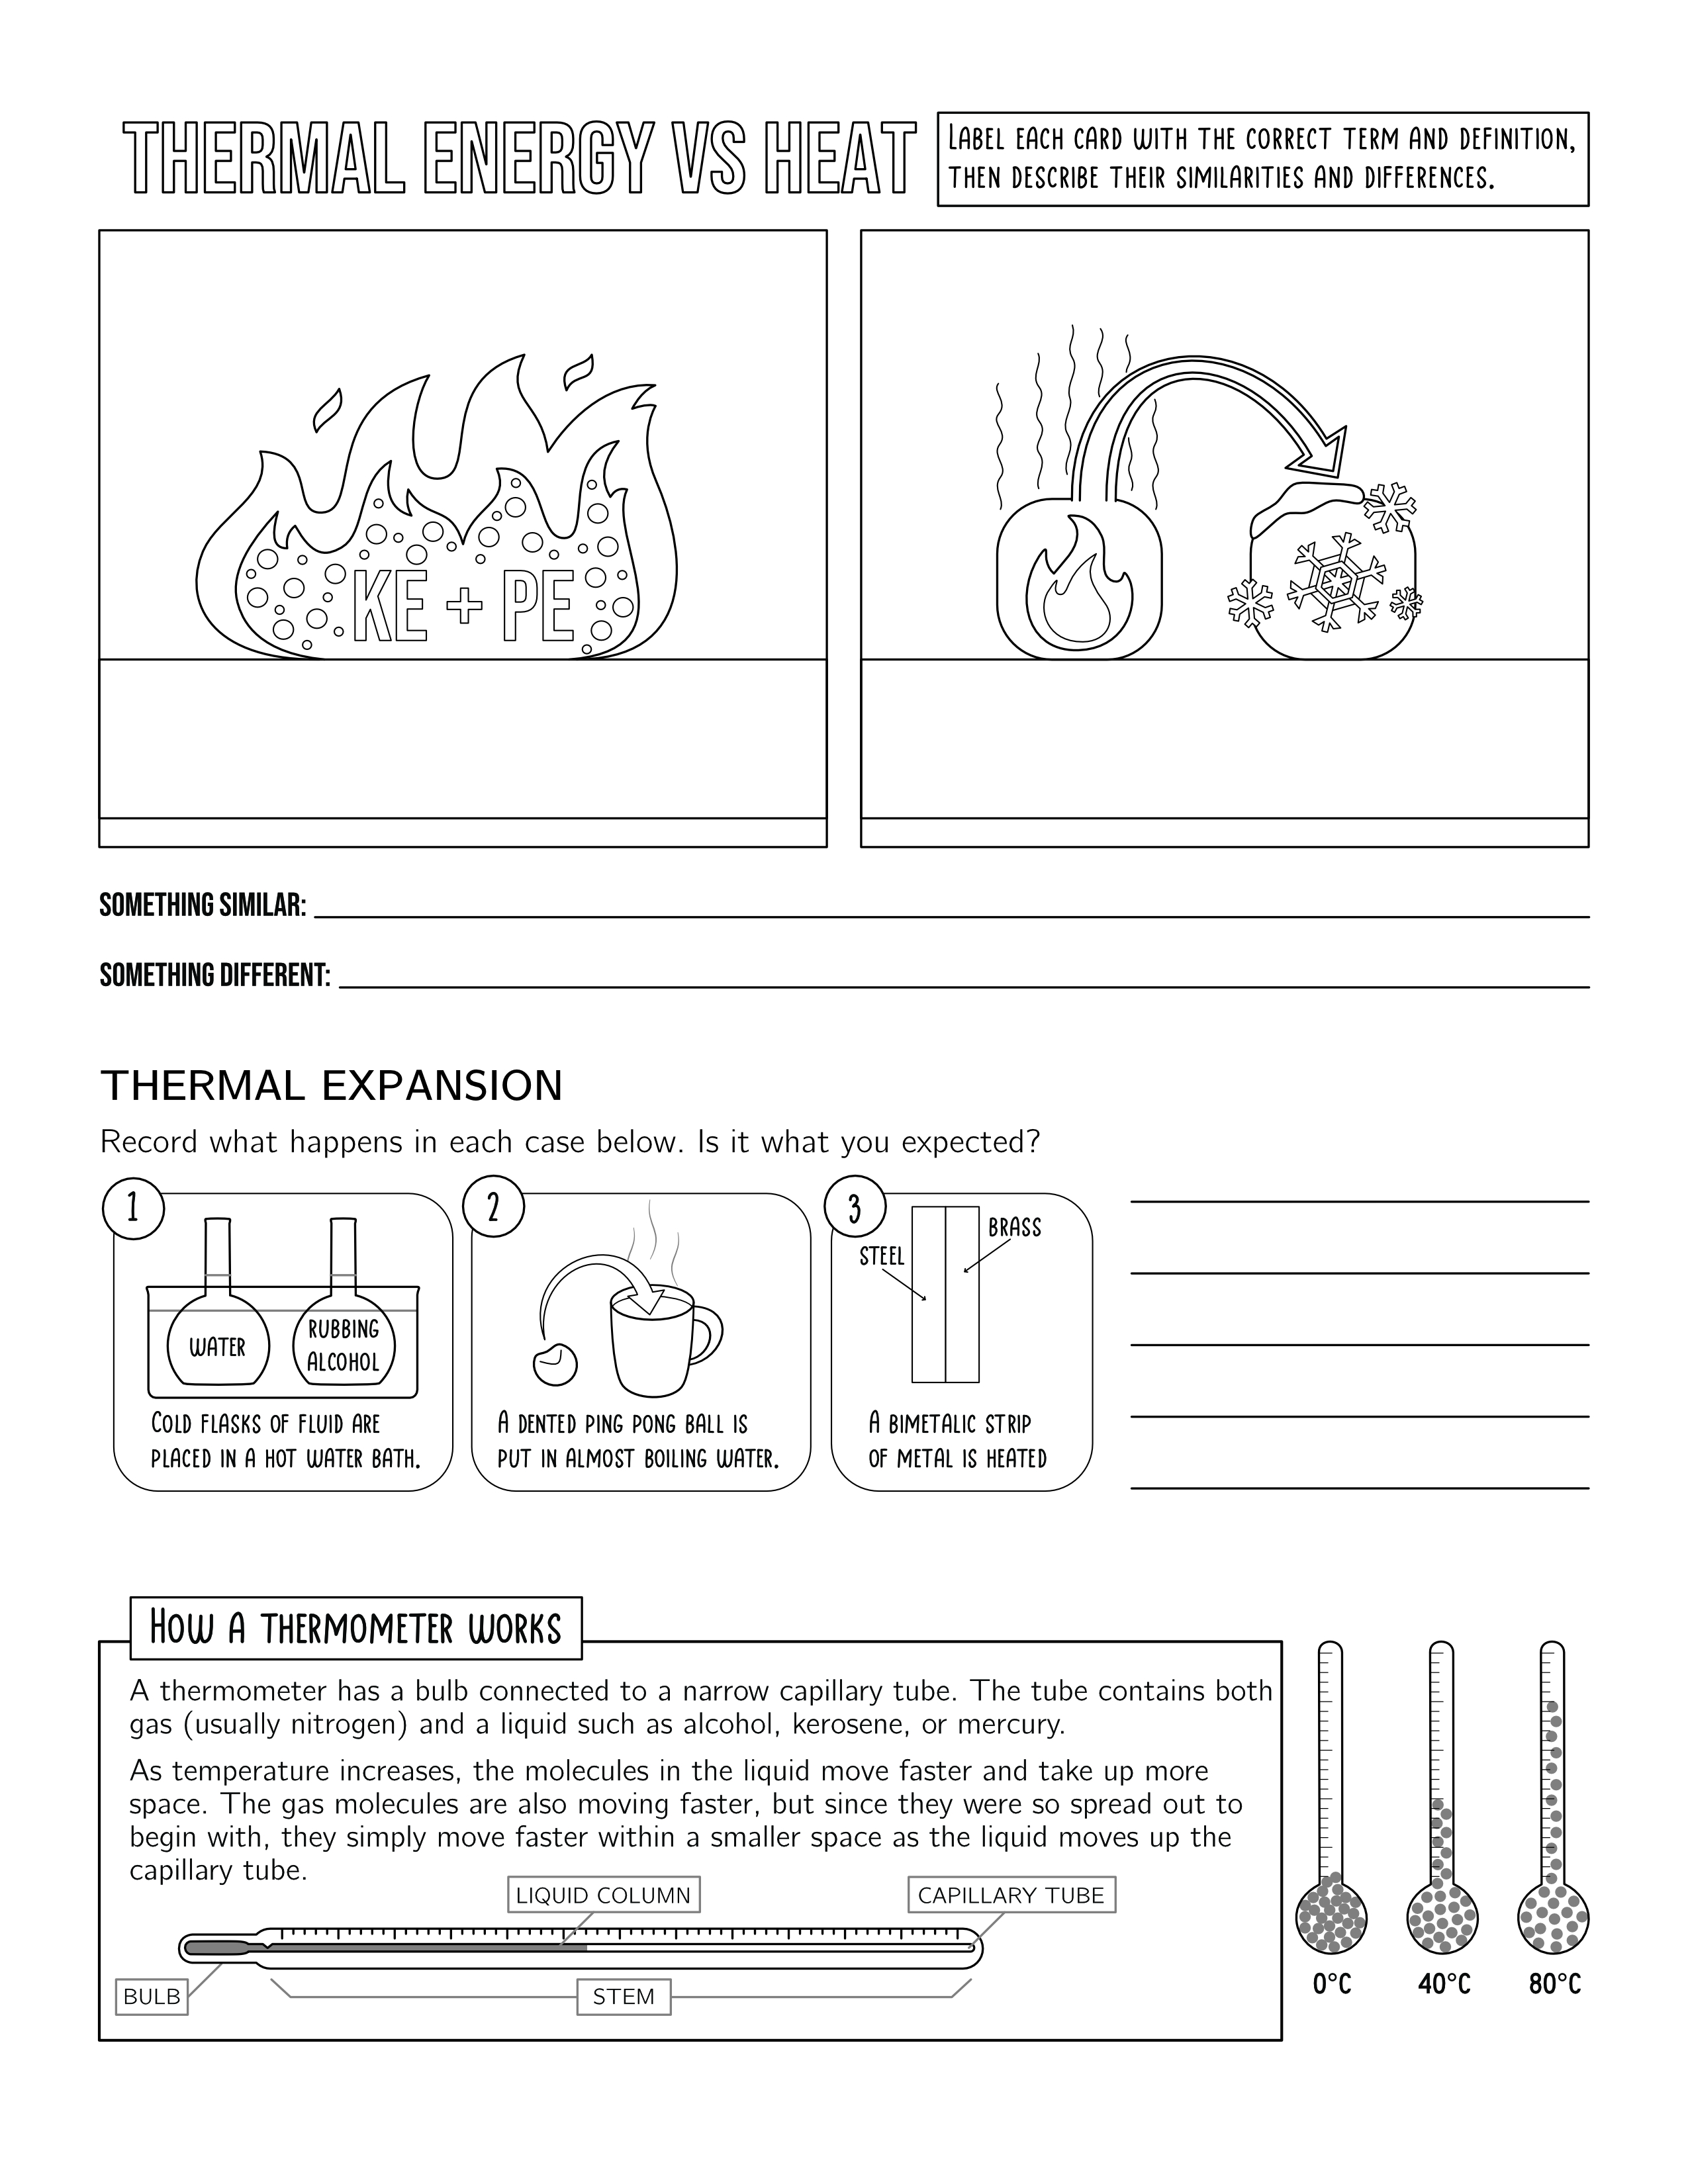 THERMAL ENERGY VS HEAT
LABEL EACH CARD WITH THE CORRECT TERM AND DEFINITION,
THEN DESCRIBE THEIR SIMILARITIES AND DIFFERENCES.
KE + PE
SOMETHING SIMILAR:
SOMETHING DIFFERENT:
THERMAL EXPANSION
Record what happens in each case below. Is it what you expected?
1
WATER
RUBBING
ALCOHOL
COLD FLASKS OF FLUID ARE
PLACED IN A HOT WATER BATH.
2
A DENTED PING PONG BALL IS
PUT IN ALMOST BOILING WATER.
3
STEEL
BRASS
A BIMETALIC STRIP
OF METAL IS HEATED
HOW A THERMOMETER WORKS
A thermometer has a bulb connected to a narrow capillary tube. The tube contains both
gas (usually nitrogen) and a liquid such as alcohol, kerosene, or mercury.
As temperature increases, the molecules in the liquid move faster and take up more
space. The gas molecules are also moving faster, but since they were so spread out to
begin with, they simply move faster within a smaller space as the liquid moves up the
capillary tube.
LIQUID COLUMN
CAPILLARY TUBE
BULB
STEM
0°C
40°C
80°C